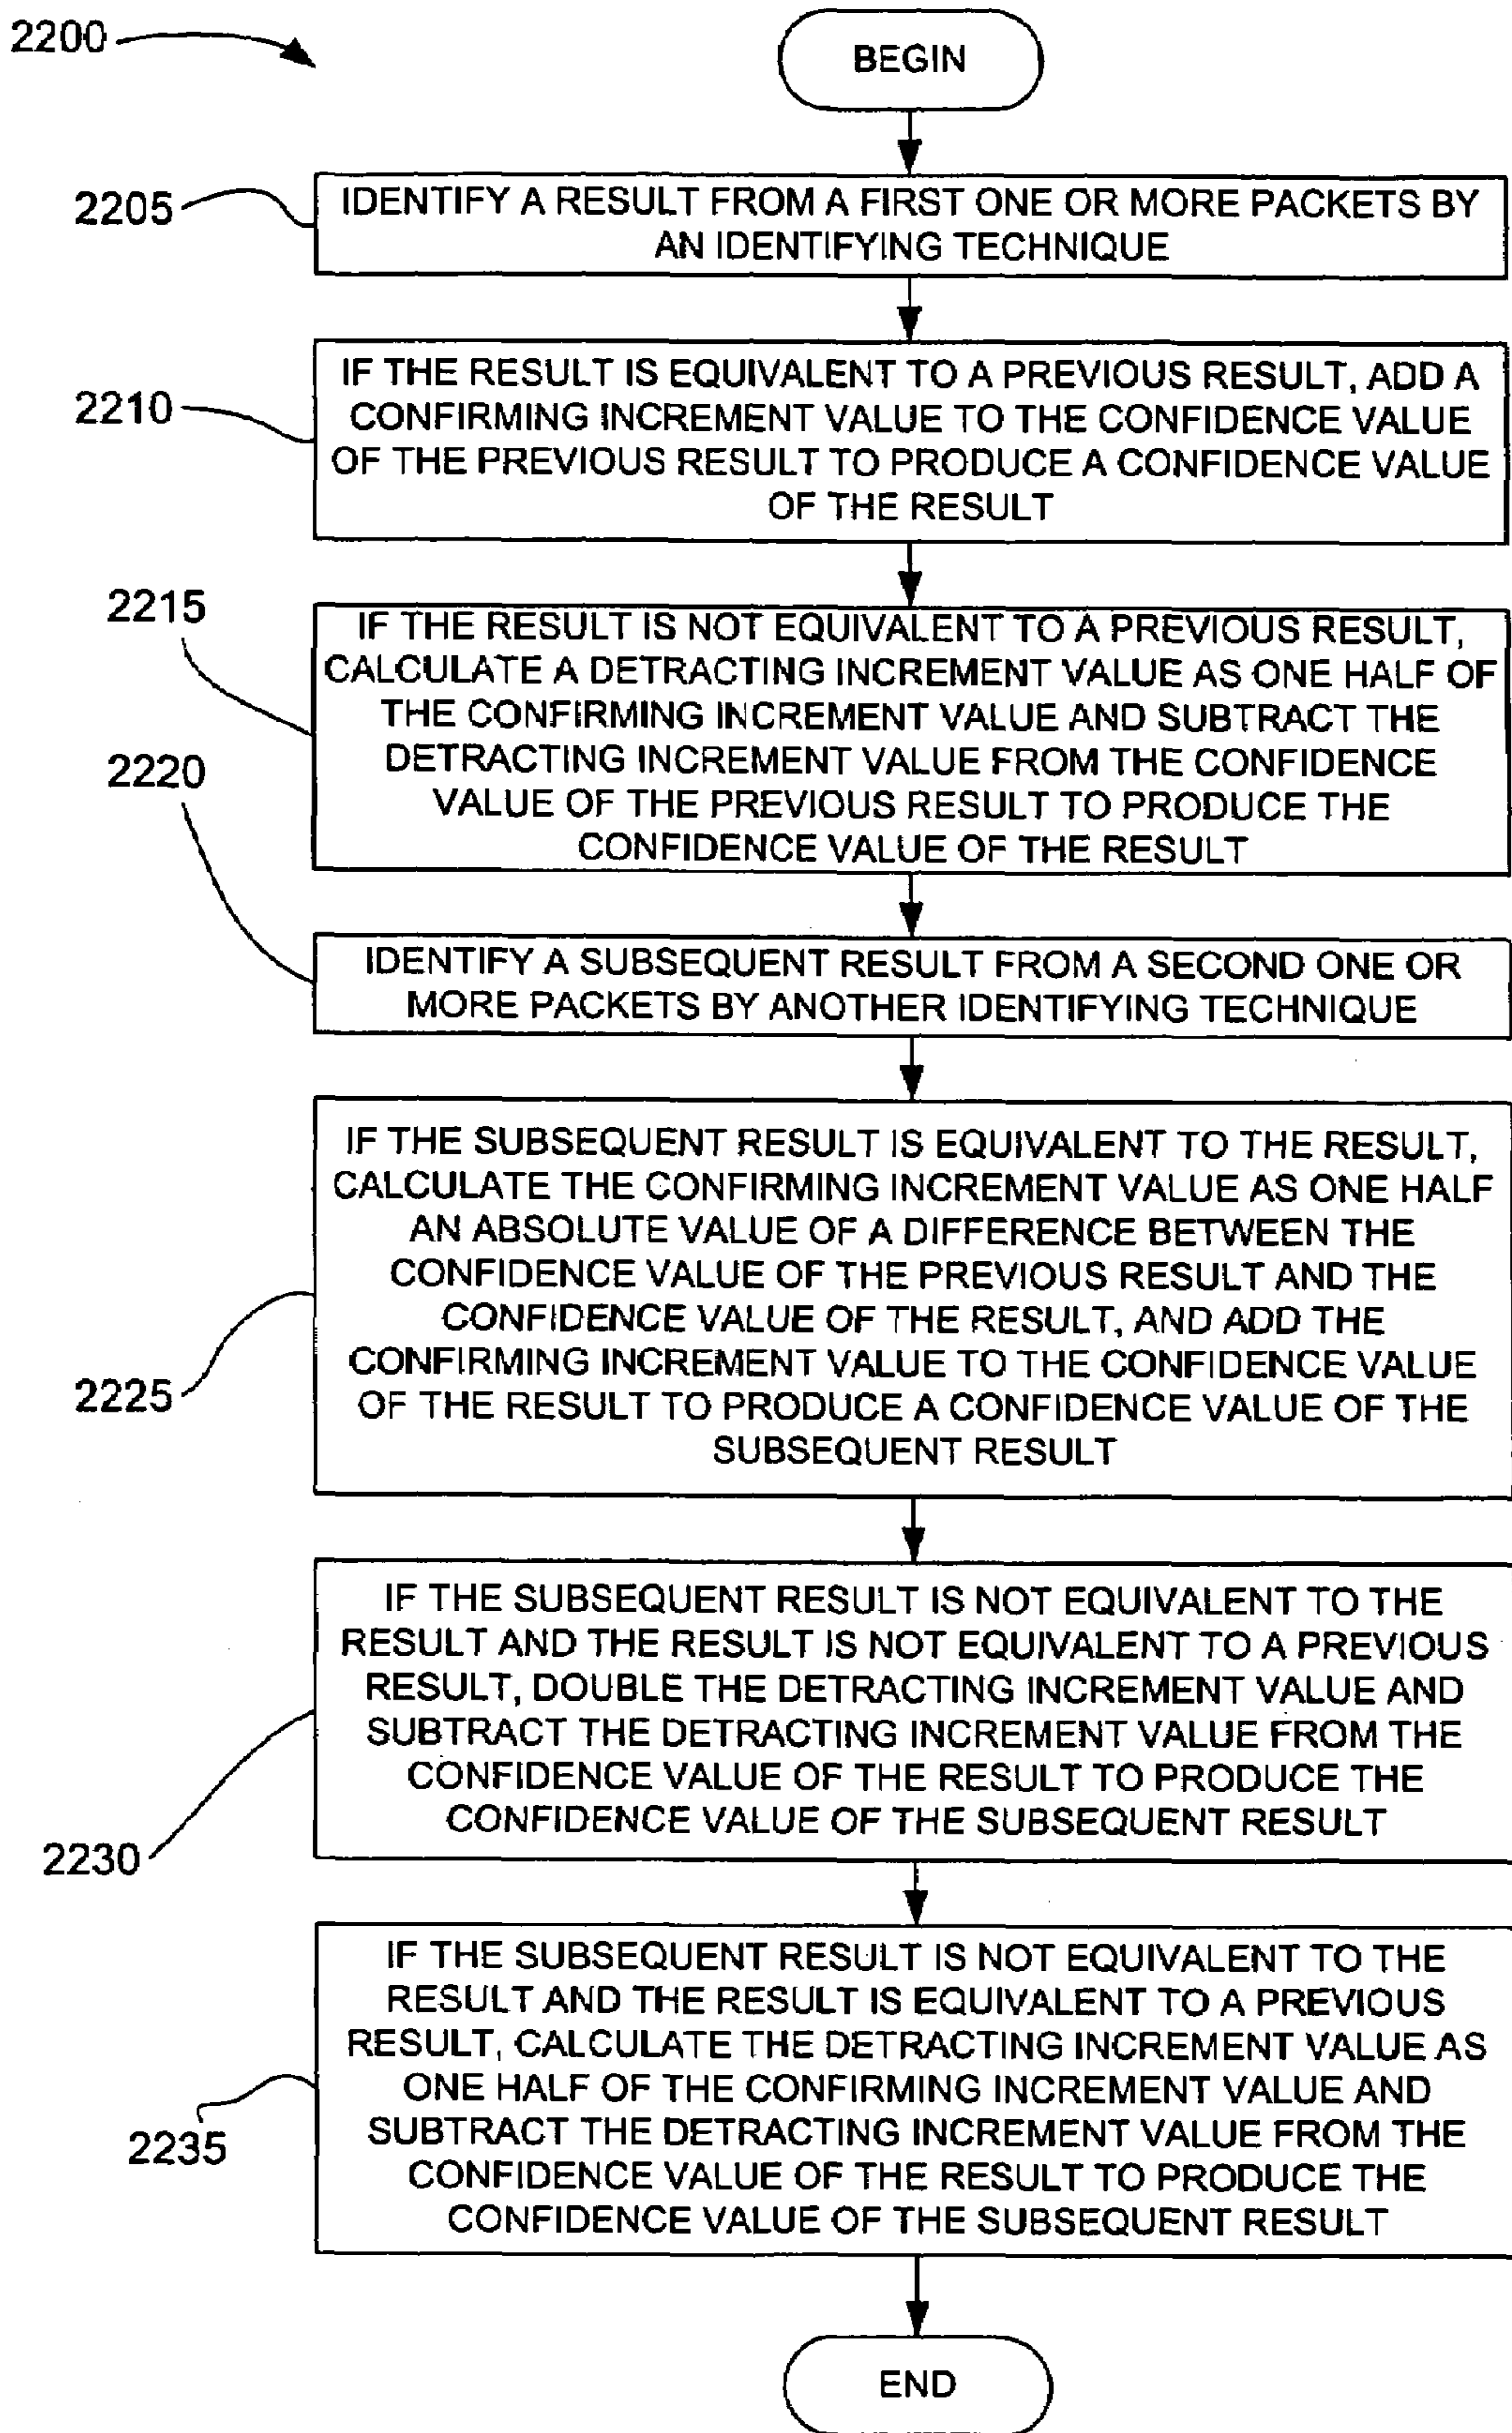 2200
BEGIN
2205
IDENTIFY A RESULT FROM A FIRST ONE OR MORE PACKETS BY
AN IDENTIFYING TECHNIQUE
2210
IF THE RESULT IS EQUIVALENT TO A PREVIOUS RESULT, ADD A
CONFIRMING INCREMENT VALUE TO THE CONFIDENCE VALUE
OF THE PREVIOUS RESULT TO PRODUCE A CONFIDENCE VALUE
OF THE RESULT
2215
IF THE RESULT IS NOT EQUIVALENT TO A PREVIOUS RESULT,
CALCULATE A DETRACTING INCREMENT VALUE AS ONE HALF OF
THE CONFIRMING INCREMENT VALUE AND SUBTRACT THE
DETRACTING INCREMENT VALUE FROM THE CONFIDENCE
VALUE OF THE PREVIOUS RESULT TO PRODUCE THE
CONFIDENCE VALUE OF THE RESULT
2220
IDENTIFY A SUBSEQUENT RESULT FROM A SECOND ONE OR
MORE PACKETS BY ANOTHER IDENTIFYING TECHNIQUE
2225
IF THE SUBSEQUENT RESULT IS EQUIVALENT TO THE RESULT,
CALCULATE THE CONFIRMING INCREMENT VALUE AS ONE HALF
AN ABSOLUTE VALUE OF A DIFFERENCE BETWEEN THE
CONFIDENCE VALUE OF THE PREVIOUS RESULT AND THE
CONFIDENCE VALUE OF THE RESULT, AND ADD THE
CONFIRMING INCREMENT VALUE TO THE CONFIDENCE VALUE
OF THE RESULT TO PRODUCE A CONFIDENCE VALUE OF THE
SUBSEQUENT RESULT
2230
IF THE SUBSEQUENT RESULT IS NOT EQUIVALENT TO THE
RESULT AND THE RESULT IS NOT EQUIVALENT TO A PREVIOUS
RESULT, DOUBLE THE DETRACTING INCREMENT VALUE AND
SUBTRACT THE DETRACTING INCREMENT VALUE FROM THE
CONFIDENCE VALUE OF THE RESULT TO PRODUCE THE
CONFIDENCE VALUE OF THE SUBSEQUENT RESULT
2235
IF THE SUBSEQUENT RESULT IS NOT EQUIVALENT TO THE
RESULT AND THE RESULT IS EQUIVALENT TO A PREVIOUS
RESULT, CALCULATE THE DETRACTING INCREMENT VALUE AS
ONE HALF OF THE CONFIRMING INCREMENT VALUE AND
SUBTRACT THE DETRACTING INCREMENT VALUE FROM THE
CONFIDENCE VALUE OF THE RESULT TO PRODUCE THE
CONFIDENCE VALUE OF THE SUBSEQUENT RESULT
END